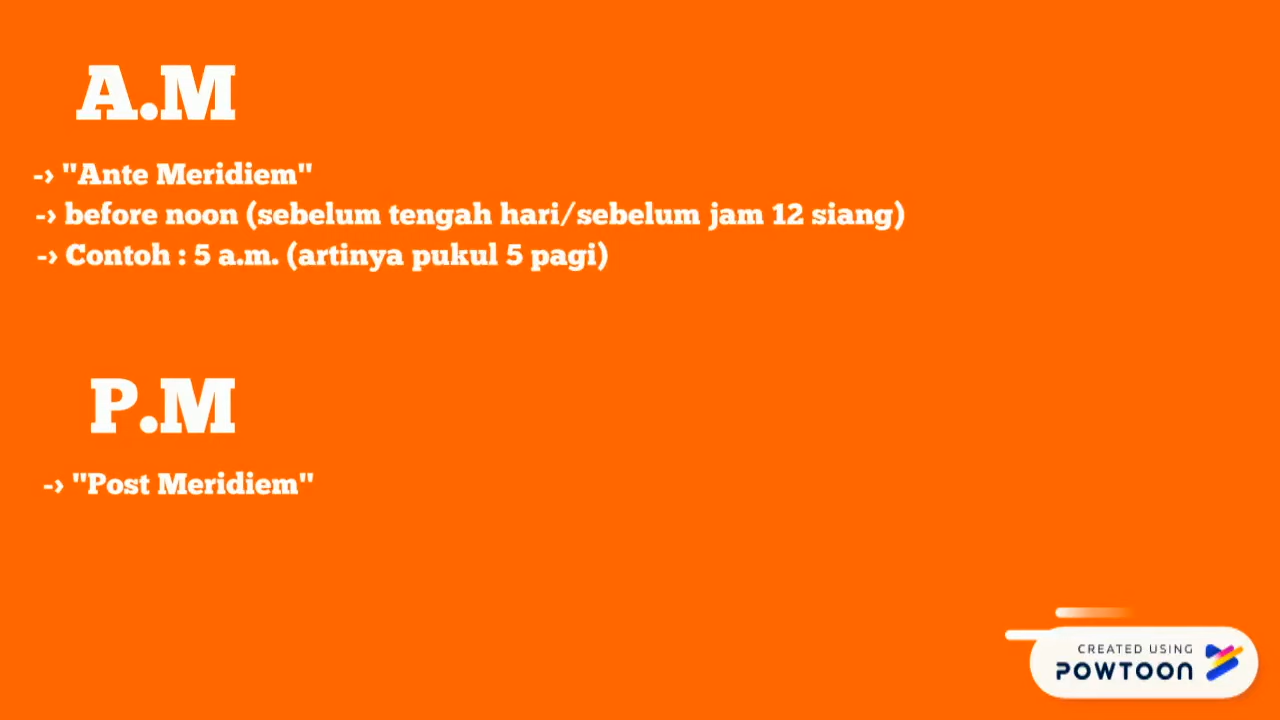 A.M
-› "Ante Meridiem"
-› before noon (sebelum tengah hari/sebelum jam 12 siang)
-› Contoh : 5 a.m. (artinya pukul 5 pagi)
P.M
-› "Post Meridiem"
CREATED USING
POWTOON